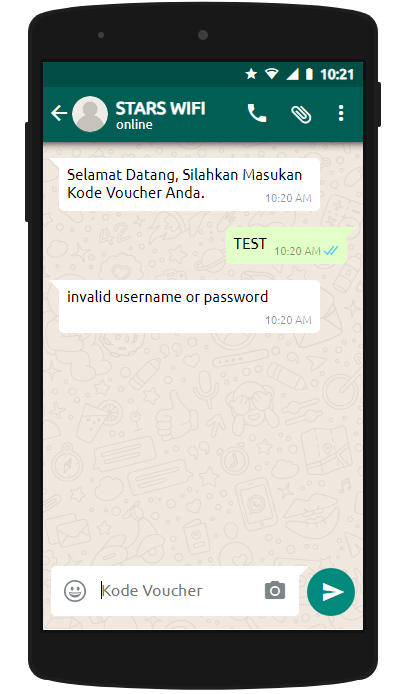 10:21
STARS WIFI
online
Selamat Datang, Silahkan Masukan
Kode Voucher Anda.
10:20 AM
TEST 10:20 AM
invalid username or password
10:20 AM
Kode Voucher